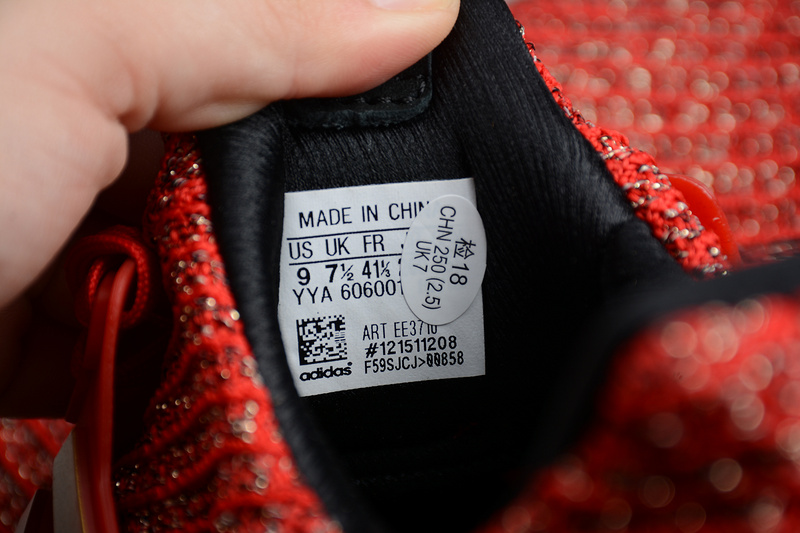 MADE IN CHIN
US UK FR
9 7½ 41⅓
YYA 606001
ART EE3710
#121511208
F59SJCJ>00858
adidas
检18
CHN 250(2.5)
UK7